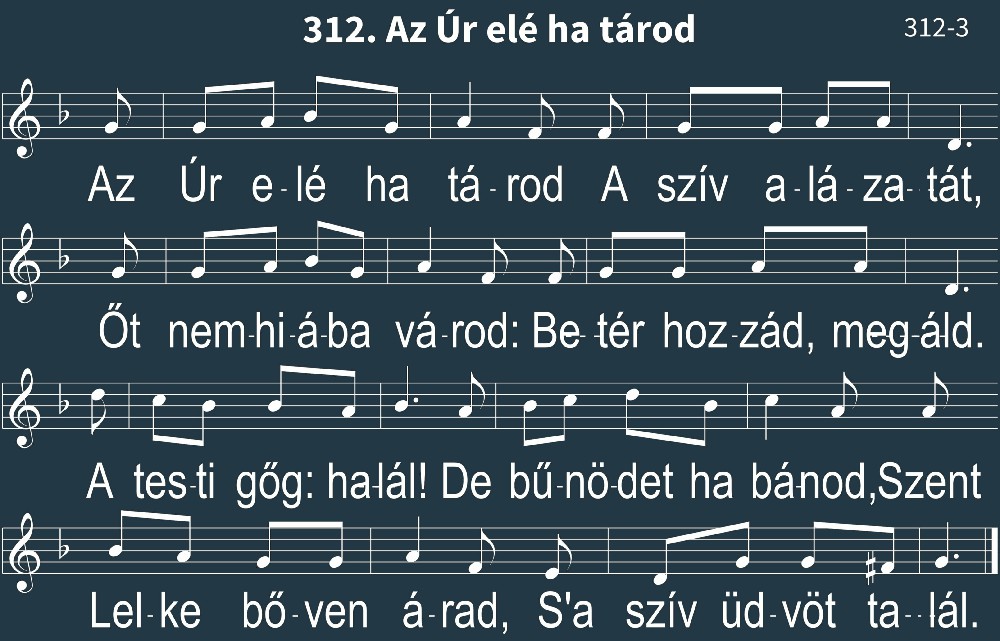 312. Az Úr elé ha tárod
312-3
Az Úr e-lé ha tá-rod A szív a-lá-za-tát,
Őt nem-hi-á-ba vá-rod: Be-tér hoz-zád, meg-áld.
A tes-ti gőg: ha-lál! De bű-nö-det ha bá-nod,Szent
Lel-ke bő-ven á-rad, S'a szív üd-vöt ta-lál.